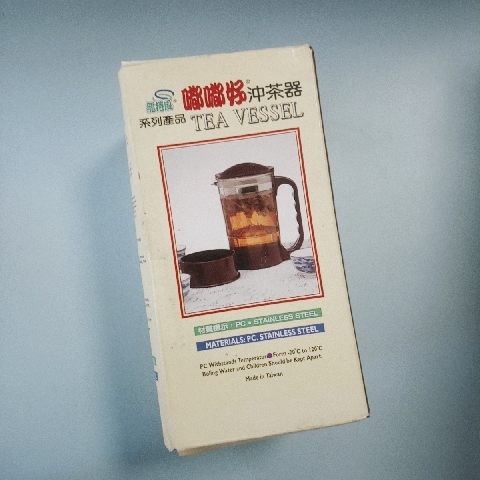 嘟嘟好®沖茶器
系列產品 TEA VESSEL
材質標示:PC•STAINLESS STEEL
MATERIALS: PC. STAINLESS STEEL
PC Withstands Temperature Form -20°C to 120°C
Boiling Water and Children Should be Kept Apart.
Made in Taiwan